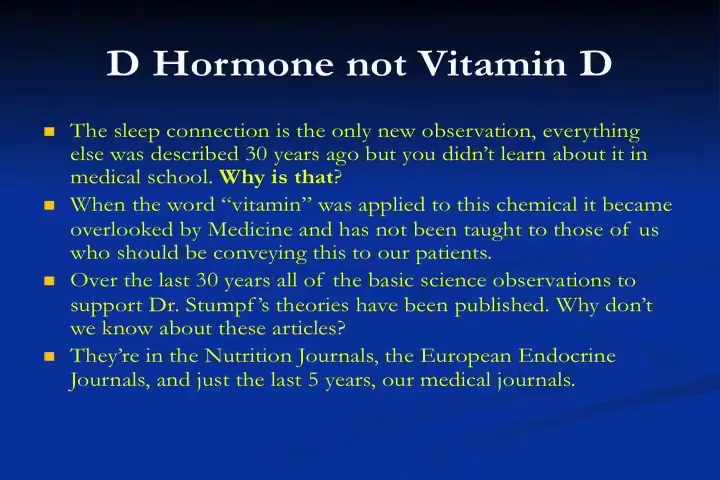 D Hormone not Vitamin D
The sleep connection is the only new observation, everything
else was described 30 years ago but you didn't learn about it in
medical school. Why is that?
When the word “vitamin” was applied to this chemical it became
overlooked by Medicine and has not been taught to those of us
who should be conveying this to our patients.
Over the last 30 years all of the basic science observations to
support Dr. Stumpf's theories have been published. Why don't
we know about these articles?
They're in the Nutrition Journals, the European Endocrine
Journals, and just the last 5 years, our medical journals.